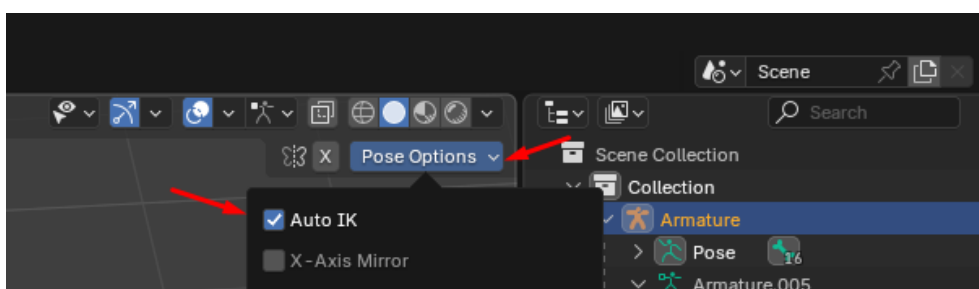 Scene
Search
X
Pose Options
Scene Collection
Collection
Auto IK
Armature
X-Axis Mirror
Pose
16
Armature.005